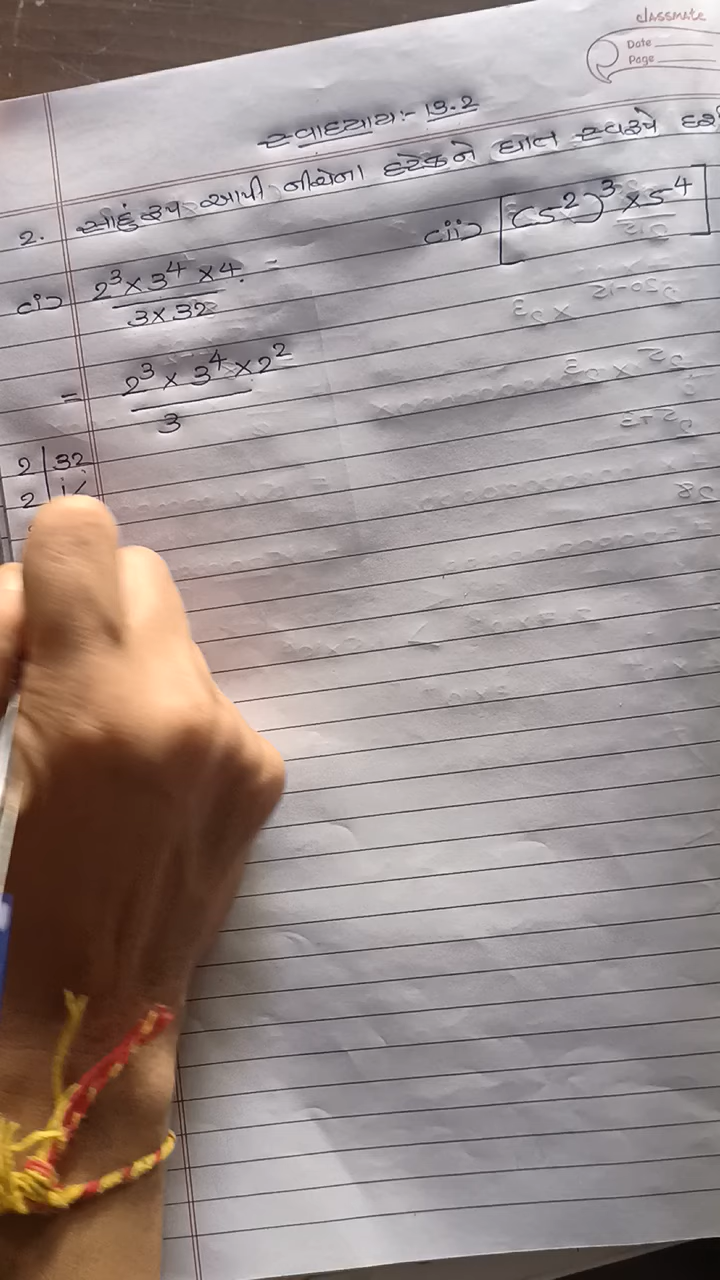 classmate
Date
Page
સ્વાધ્યાય:- 13.2
2. સાદુંરૂપ આપી નીચેના દરેકને ઘાત સ્વરૂપે દર્શ
(i) 2³ × 3⁴ × 4 =
3 × 32
(ii) [(5²)³ × 5⁴
= 2³ × 3⁴ × 2²
3
2 | 32
2 |